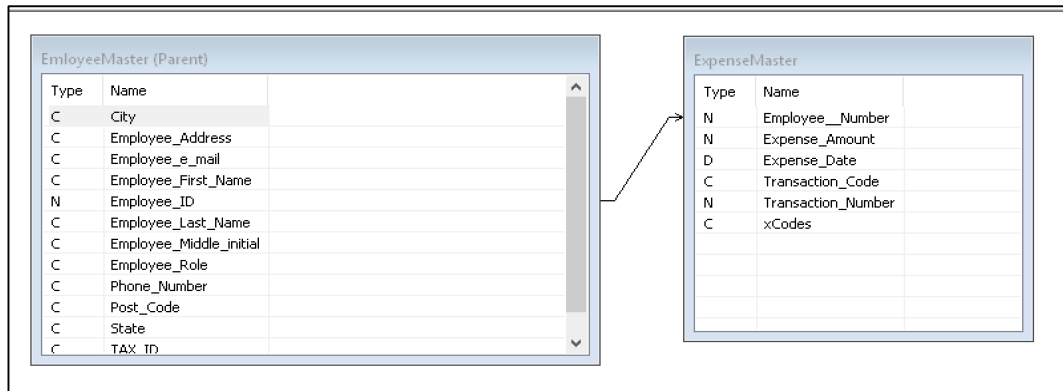 EmloyeeMaster (Parent)
Type Name
C City
C Employee_Address
C Employee_e_mail
C Employee_First_Name
N Employee_ID
C Employee_Last_Name
C Employee_Middle_initial
C Employee_Role
C Phone_Number
C Post_Code
C State
C TAX_ID
ExpenseMaster
Type Name
N Employee__Number
N Expense_Amount
D Expense_Date
C Transaction_Code
N Transaction_Number
C xCodes